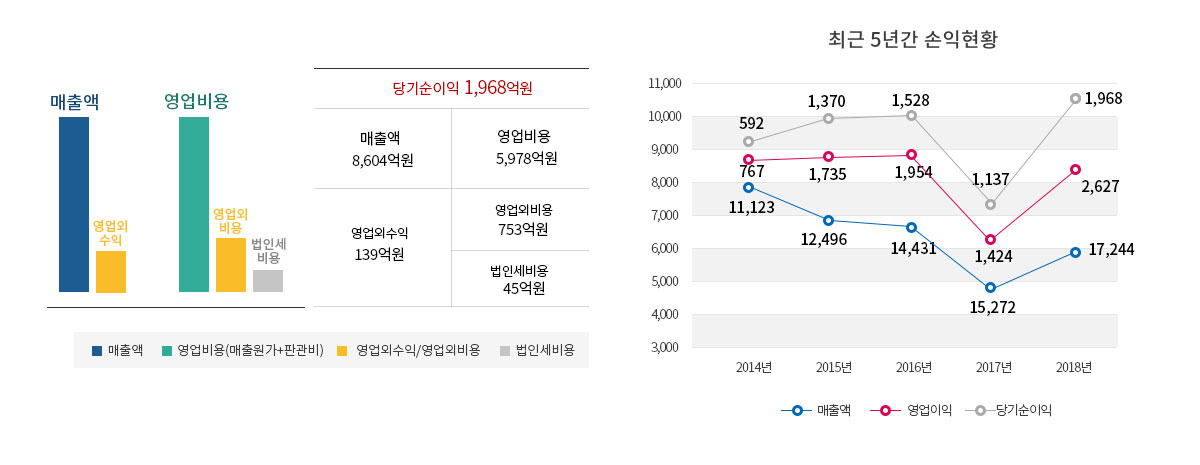 매출액
영업비용
영업외
수익
영업외
비용
법인세
비용
당기순이익 1,968억원
매출액
8,604억원
영업비용
5,978억원
영업외수익
139억원
영업외비용
753억원
법인세비용
45억원
매출액
영업비용(매출원가+판관비)
영업외수익/영업외비용
법인세비용
최근 5년간 손익현황
11,000
10,000
9,000
8,000
7,000
6,000
5,000
4,000
3,000
592
1,370
1,528
1,137
1,968
767
1,735
1,954
1,424
2,627
11,123
12,496
14,431
15,272
17,244
2014년
2015년
2016년
2017년
2018년
매출액
영업이익
당기순이익